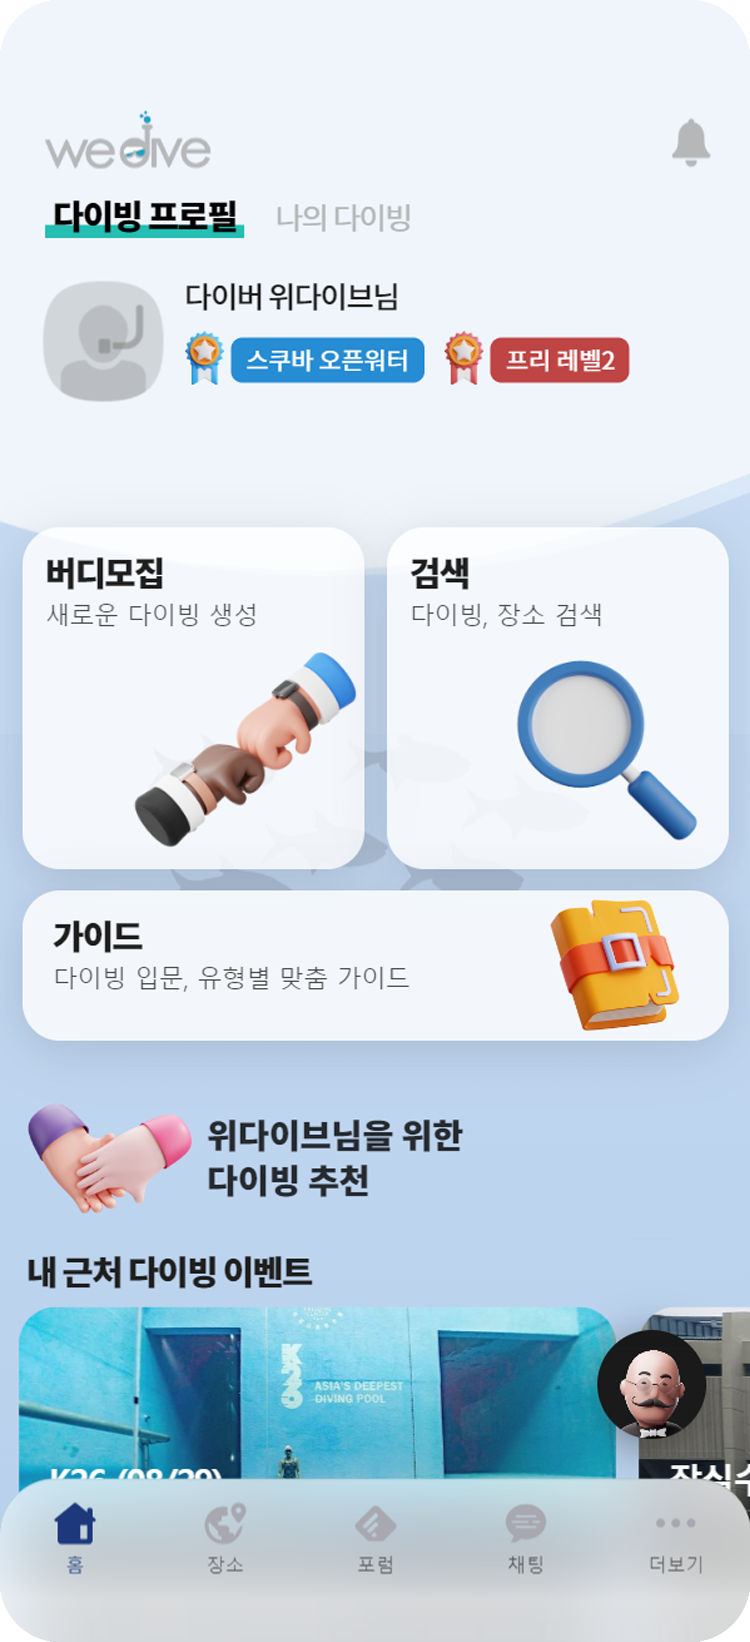 wedive
다이빙 프로필
나의 다이빙
다이버 위다이브님
스쿠바 오픈워터
프리 레벨2
버디모집
새로운 다이빙 생성
검색
다이빙, 장소 검색
가이드
다이빙 입문, 유형별 맞춤 가이드
위다이브님을 위한
다이빙 추천
내 근처 다이빙 이벤트
K26
ASIA'S DEEPEST
DIVING POOL
K26 (08/29)
홈
장소
포럼
채팅
더보기